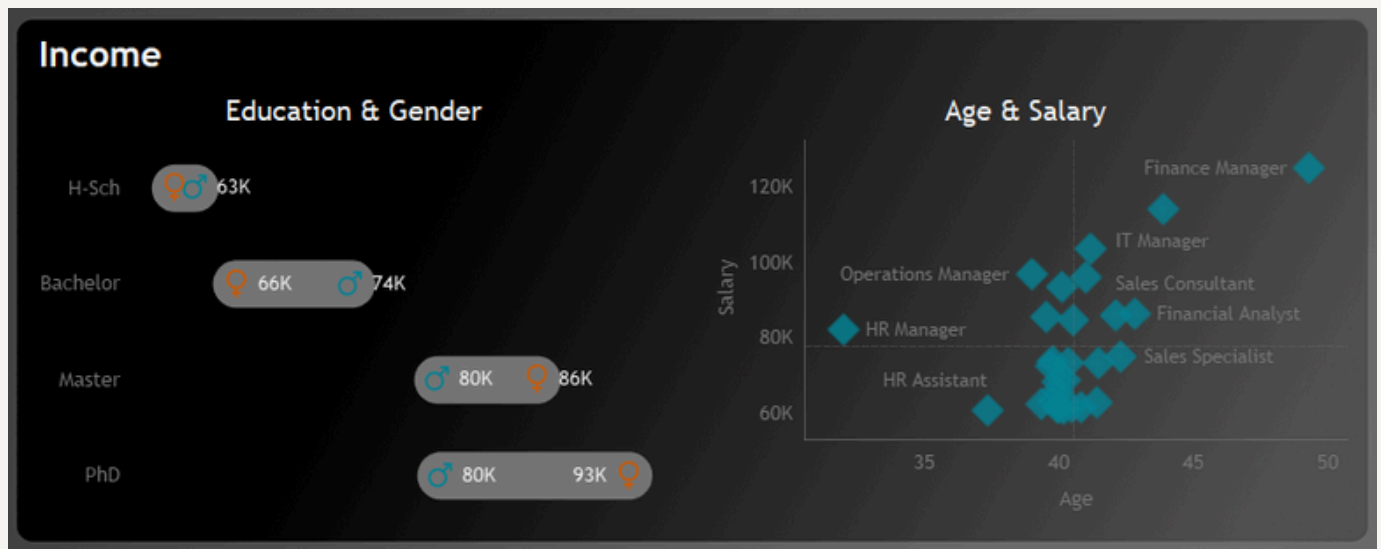 Income
Education & Gender
H-Sch
63K
Bachelor
66K
74K
Master
80K
86K
PhD
80K
93K
Age & Salary
Salary
120K
100K
80K
60K
Finance Manager
IT Manager
Operations Manager
Sales Consultant
Financial Analyst
HR Manager
Sales Specialist
HR Assistant
35
40
45
50
Age